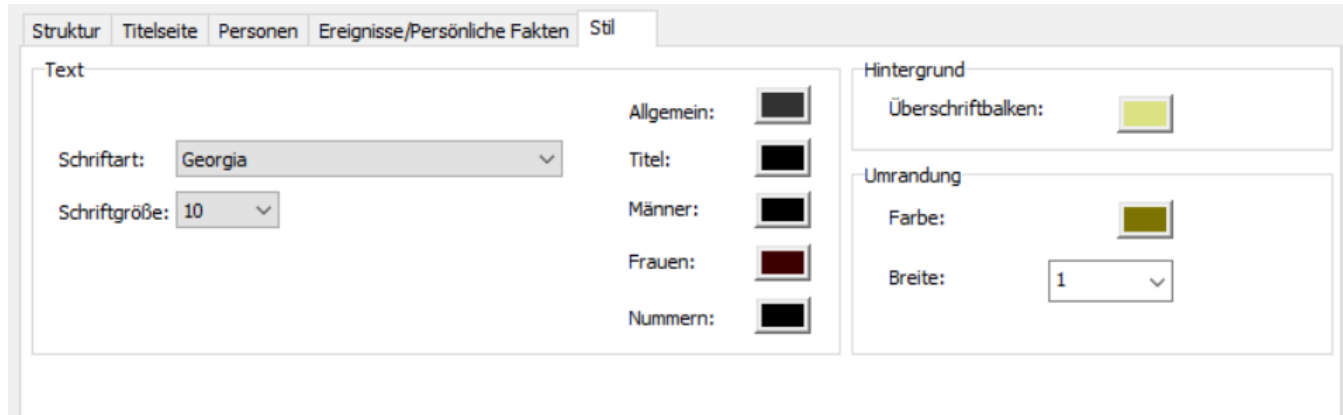 Struktur Titelseite Personen Ereignisse/Persönliche Fakten Stil
Text
Allgemein:
Schriftart: Georgia
Titel:
Schriftgröße: 10
Männer:
Frauen:
Nummern:
Hintergrund
Überschriftbalken:
Umrandung
Farbe:
Breite: 1